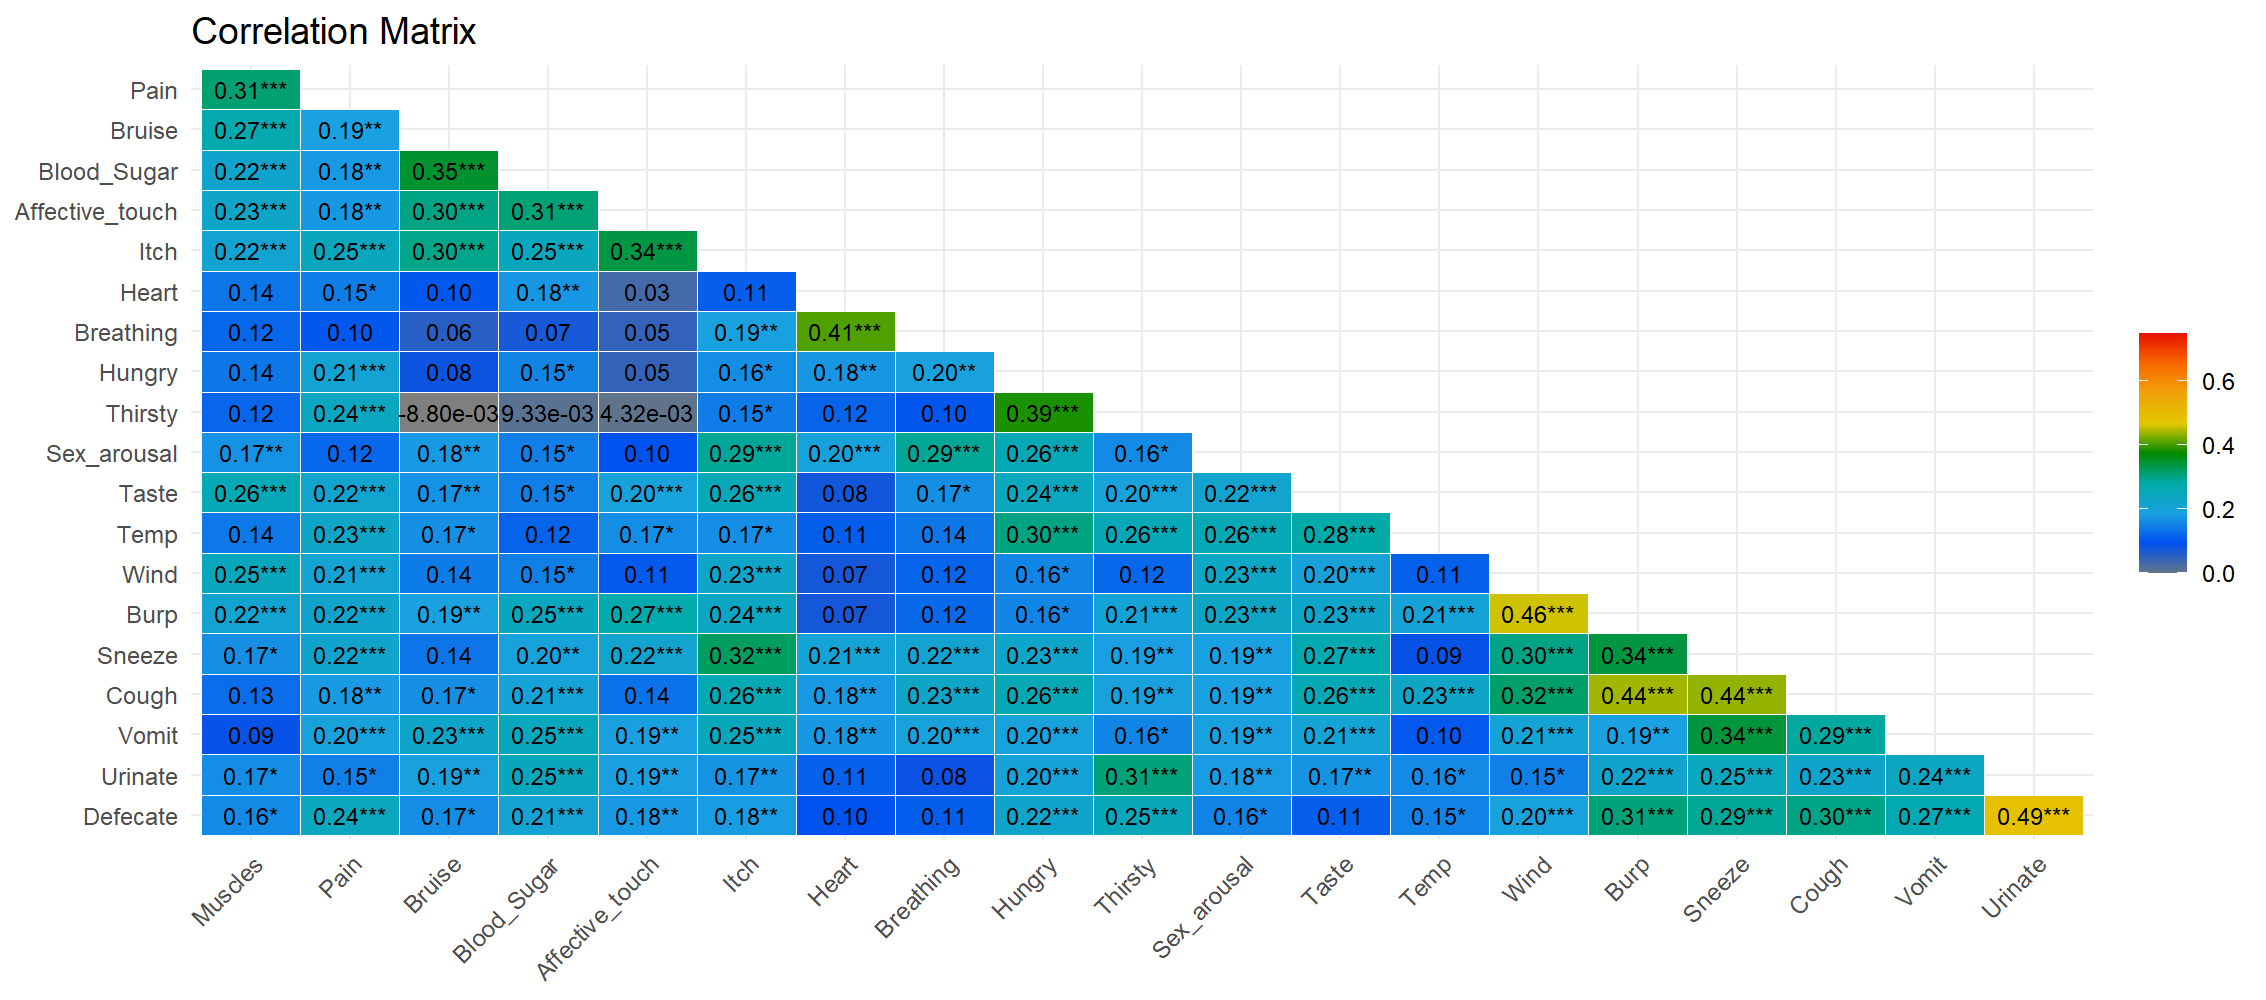 Correlation Matrix
Pain 0.31***
Bruise 0.27*** 0.19**
Blood_Sugar 0.22*** 0.18** 0.35***
Affective_touch 0.23*** 0.18** 0.30*** 0.31***
Itch 0.22*** 0.25*** 0.30*** 0.25*** 0.34***
Heart 0.14 0.15* 0.10 0.18** 0.03 0.11
Breathing 0.12 0.10 0.06 0.07 0.05 0.19** 0.41***
Hungry 0.14 0.21*** 0.08 0.15* 0.05 0.16* 0.18** 0.20**
Thirsty 0.12 0.24*** -8.80e-03 9.33e-03 4.32e-03 0.15* 0.12 0.10 0.39***
Sex_arousal 0.17** 0.12 0.18** 0.15* 0.10 0.29*** 0.20*** 0.29*** 0.26*** 0.16*
Taste 0.26*** 0.22*** 0.17** 0.15* 0.20*** 0.26*** 0.08 0.17* 0.24*** 0.20*** 0.22***
Temp 0.14 0.23*** 0.17* 0.12 0.17* 0.17* 0.11 0.14 0.30*** 0.26*** 0.26*** 0.28***
Wind 0.25*** 0.21*** 0.14 0.15* 0.11 0.23*** 0.07 0.12 0.16* 0.12 0.23*** 0.20*** 0.11
Burp 0.22*** 0.22*** 0.19** 0.25*** 0.27*** 0.24*** 0.07 0.12 0.16* 0.21*** 0.23*** 0.23*** 0.21*** 0.46***
Sneeze 0.17* 0.22*** 0.14 0.20** 0.22*** 0.32*** 0.21*** 0.22*** 0.23*** 0.19** 0.19** 0.27*** 0.09 0.30*** 0.34***
Cough 0.13 0.18** 0.17* 0.21*** 0.14 0.26*** 0.18** 0.23*** 0.26*** 0.19** 0.19** 0.26*** 0.23*** 0.32*** 0.44*** 0.44***
Vomit 0.09 0.20*** 0.23*** 0.25*** 0.19** 0.25*** 0.18** 0.20*** 0.20*** 0.16* 0.19** 0.21*** 0.10 0.21*** 0.19** 0.34*** 0.29***
Urinate 0.17* 0.15* 0.19** 0.25*** 0.19** 0.17** 0.11 0.08 0.20*** 0.31*** 0.18** 0.17** 0.16* 0.15* 0.22*** 0.25*** 0.23*** 0.24***
Defecate 0.16* 0.24*** 0.17* 0.21*** 0.18** 0.18** 0.10 0.11 0.22*** 0.25*** 0.16* 0.11 0.15* 0.20*** 0.31*** 0.29*** 0.30*** 0.27*** 0.49***
Muscles Pain Bruise Blood_Sugar Affective_touch Itch Heart Breathing Hungry Thirsty Sex_arousal Taste Temp Wind Burp Sneeze Cough Vomit Urinate
0.6
0.4
0.2
0.0